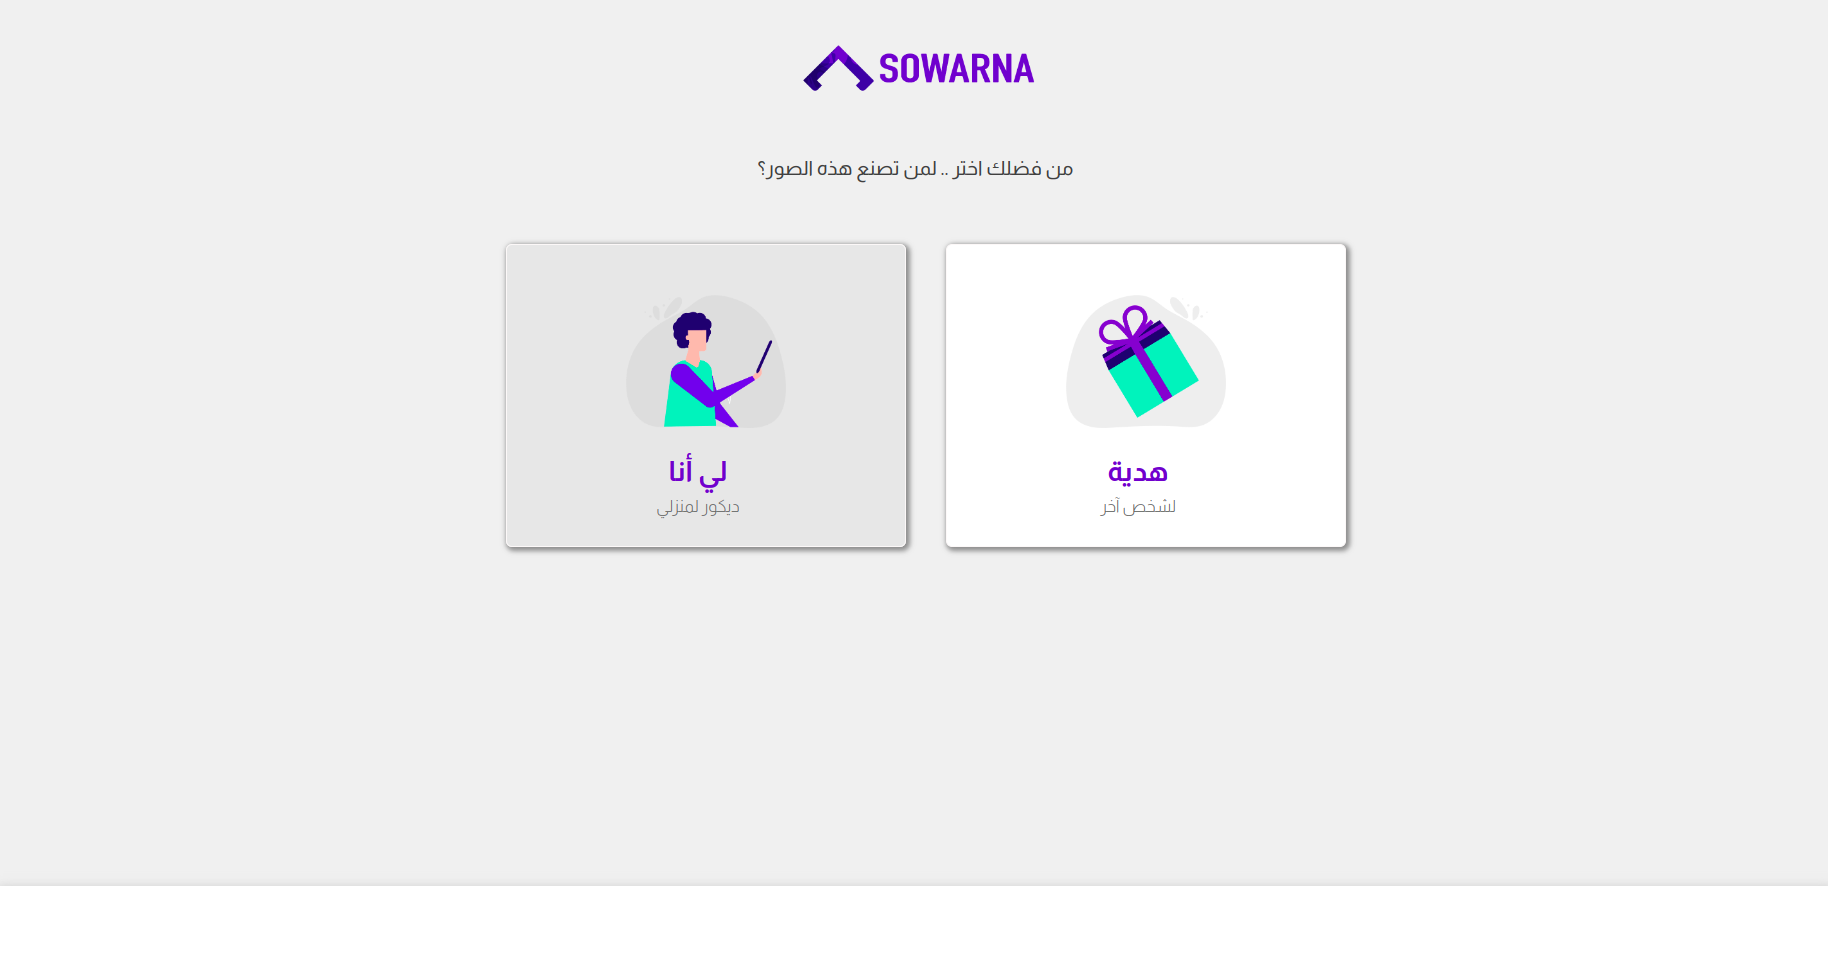 SOWARNA
من فضلك اختر .. لمن تصنع هذه الصور؟
هدية
لشخص آخر
لي أنا
ديكور لمنزلي